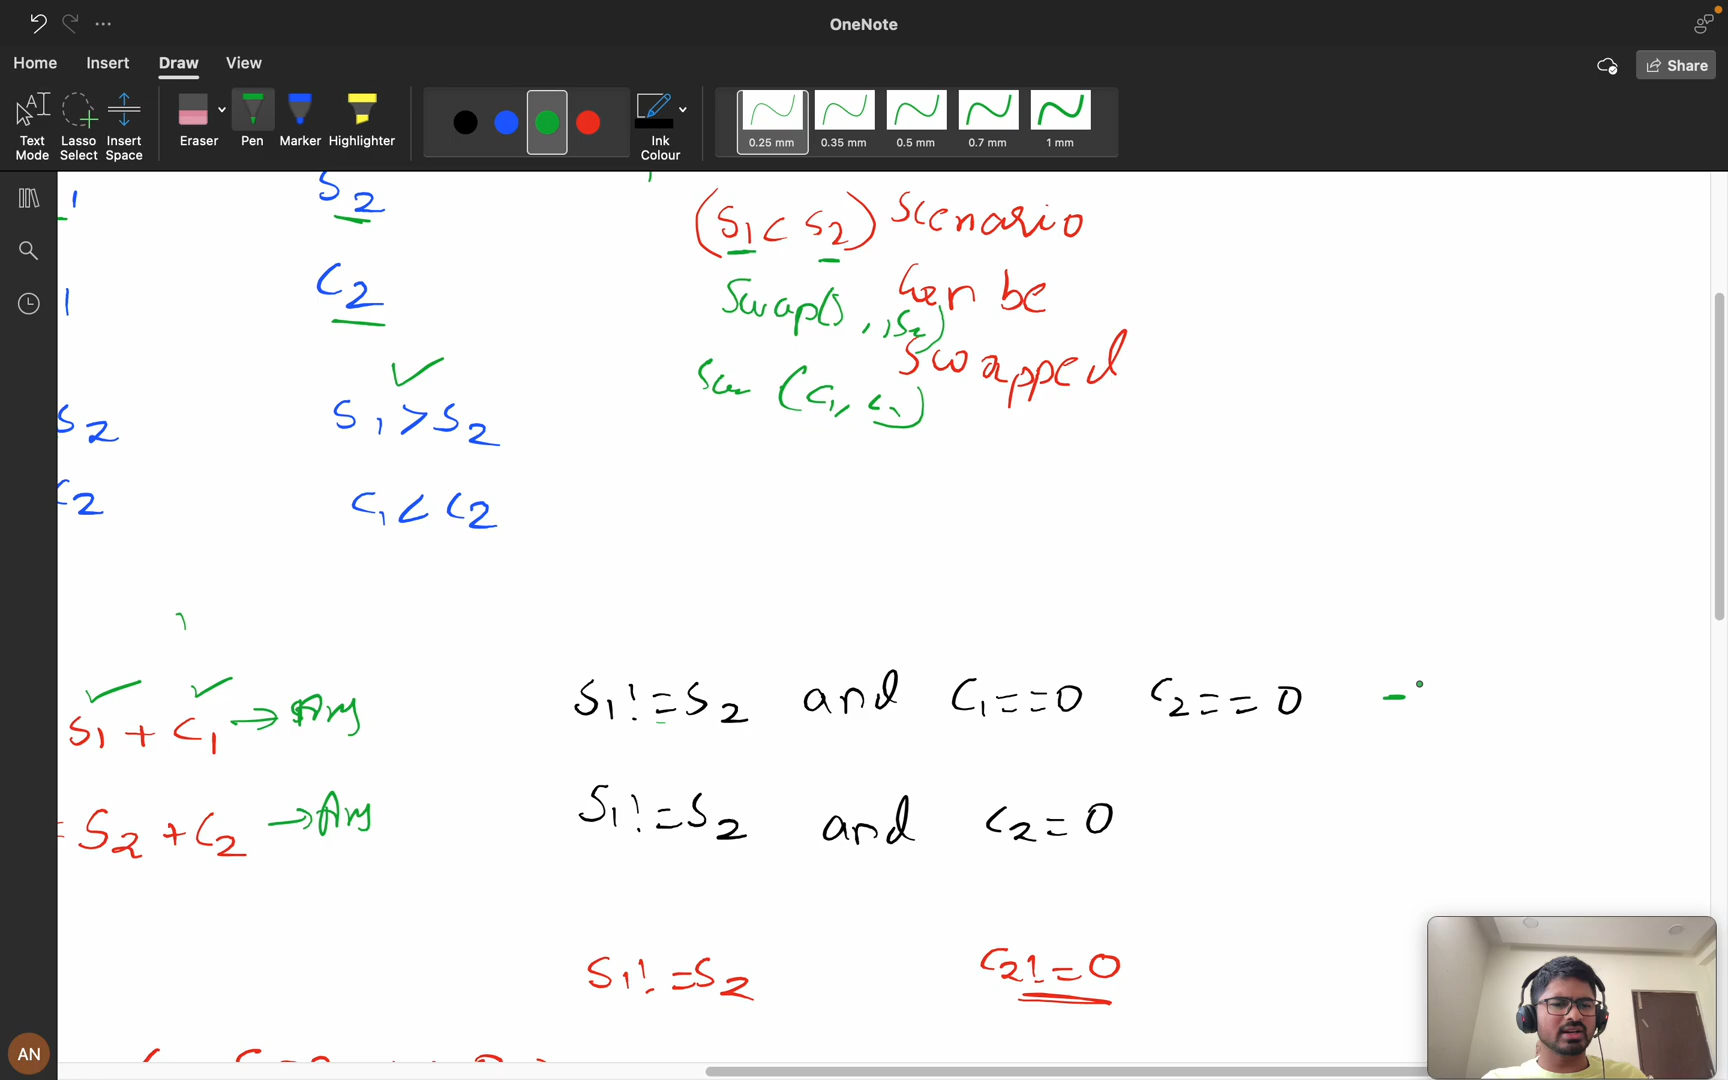 OneNote
Home Insert Draw View
Share
Text Mode
Lasso Select
Insert Space
Eraser
Pen
Marker
Highlighter
Ink Colour
0.25 mm
0.35 mm
0.5 mm
0.7 mm
1 mm
1 S2
(S1 < S2) Scenario
1 C2
Swap(S1,S2) can be
swapped
(C1, C2)
S2 S1 > S2
C2 C1 < C2
S1 + C1 → Ans
S1 != S2 and C1 == 0 C2 == 0 -
= S2 + C2 → Ans
S1 != S2 and C2 = 0
S1 != S2 C2 != 0
AN